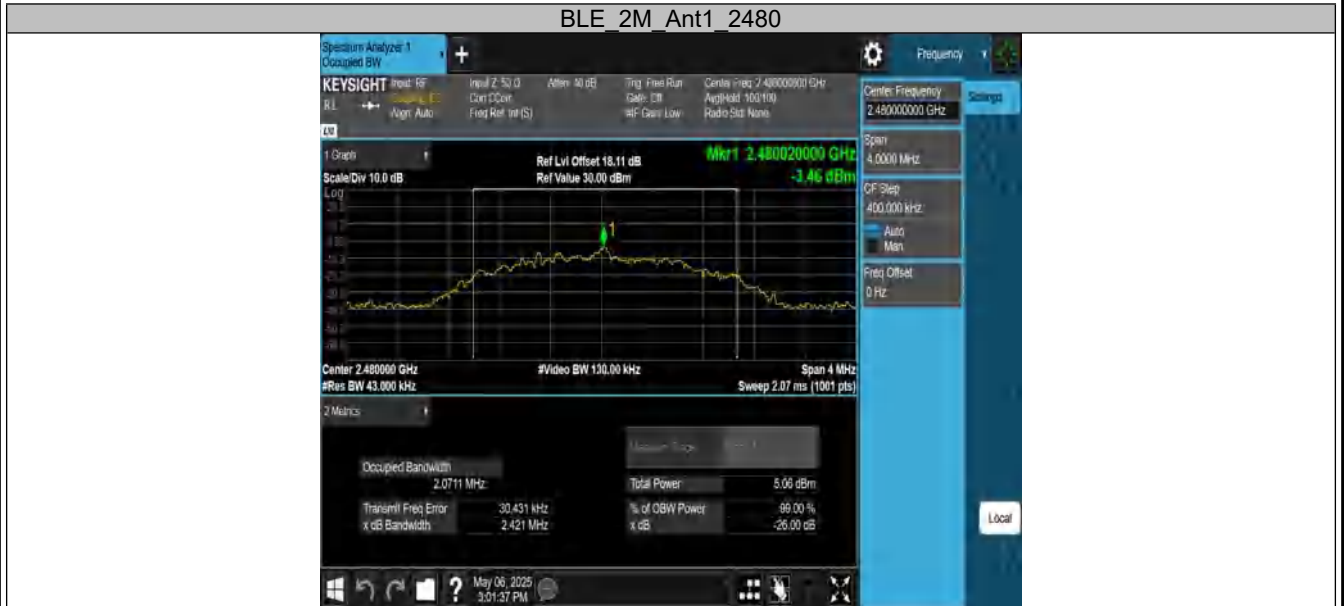 BLE_2M_Ant1_2480
Spectrum Analyzer 1
Occupied BW
+
Frequency
KEYSIGHT Input: RF
Input Z: 50 Ω
Atten: 40 dB
Trig: Free Run
Center Freq: 2.480000000 GHz
Corr CCorr
Gate: Off
Avg|Hold: 100/100
Align: Auto
Freq Ref: Int (S)
#IF Gain: Low
Radio Std: None
Center Frequency
2.480000000 GHz
Settings
Span
4.0000 MHz
CF Step
400.000 kHz
Auto
Man
Freq Offset
0 Hz
Local
1 Graph
Ref Lvl Offset 18.11 dB
Mkr1 2.480020000 GHz
Scale/Div 10.0 dB
Ref Value 30.00 dBm
-3.46 dBm
Log
1
Center 2.480000 GHz
#Video BW 130.00 kHz
Span 4 MHz
#Res BW 43.000 kHz
Sweep 2.07 ms (1001 pts)
2 Metrics
Occupied Bandwidth
2.0711 MHz
Total Power
5.06 dBm
Transmit Freq Error
30.431 kHz
% of OBW Power
99.00 %
x dB Bandwidth
2.421 MHz
x dB
-26.00 dB
?
May 06, 2025
3:01:37 PM